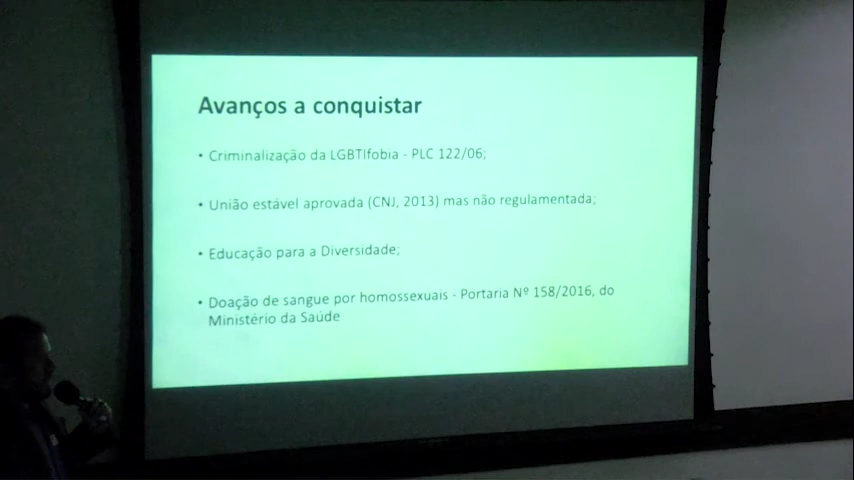 Avanços a conquistar
• Criminalização da LGBTIfobia - PLC 122/06;
• União estável aprovada (CNJ, 2013) mas não regulamentada;
• Educação para a Diversidade;
• Doação de sangue por homossexuais - Portaria Nº 158/2016, do
Ministério da Saúde